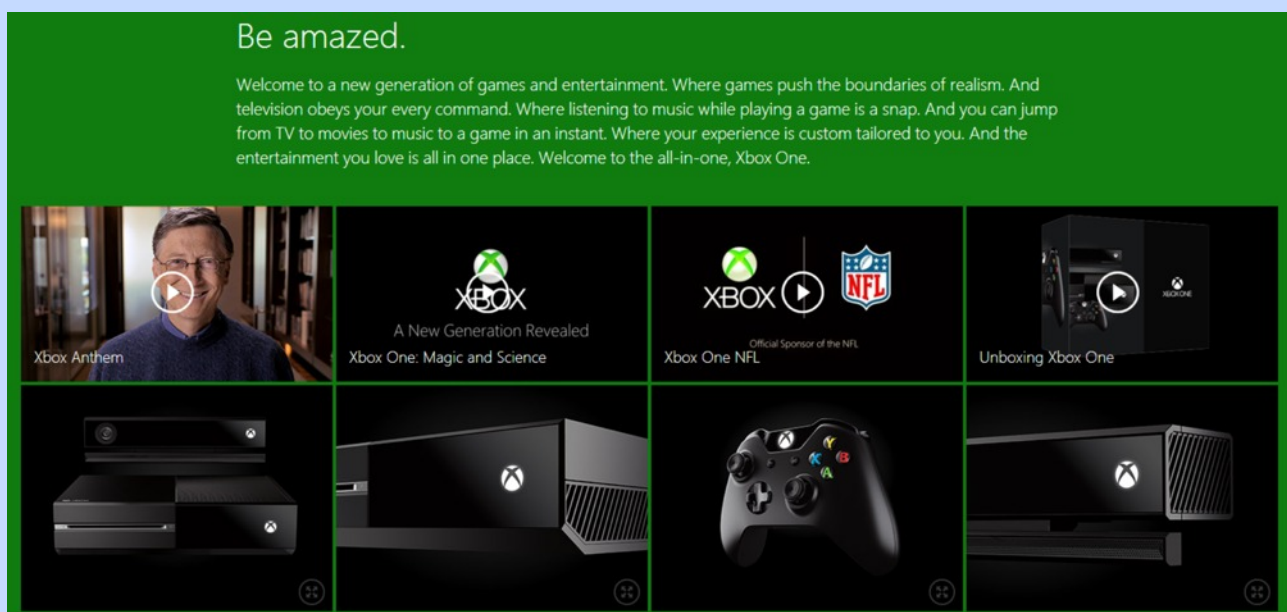 Be amazed.
Welcome to a new generation of games and entertainment. Where games push the boundaries of realism. And
television obeys your every command. Where listening to music while playing a game is a snap. And you can jump
from TV to movies to music to a game in an instant. Where your experience is custom tailored to you. And the
entertainment you love is all in one place. Welcome to the all-in-one, Xbox One.
Xbox Anthem
XBOX
A New Generation Revealed
Xbox One: Magic and Science
XBOX
NFL
Official Sponsor of the NFL
Xbox One NFL
XBOX ONE
Unboxing Xbox One
Y
X
B
A